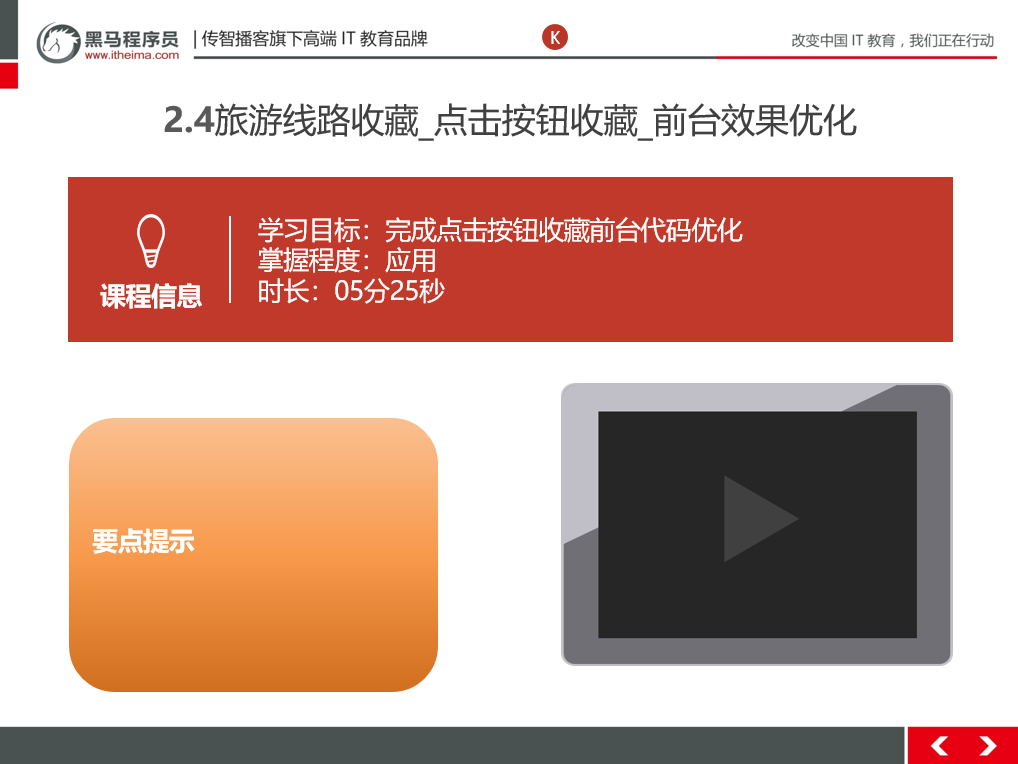 黑马程序员
www.itheima.com
传智播客旗下高端 IT 教育品牌
K
改变中国 IT 教育，我们正在行动
2.4旅游线路收藏_点击按钮收藏_前台效果优化
课程信息
学习目标：完成点击按钮收藏前台代码优化
掌握程度：应用
时长：05分25秒
要点提示